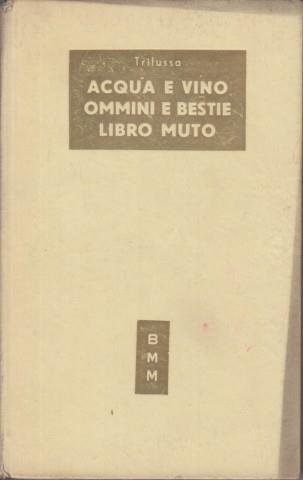 Trilussa
ACQUA E VINO
OMMINI E BESTIE
LIBRO MUTO
B
M
M